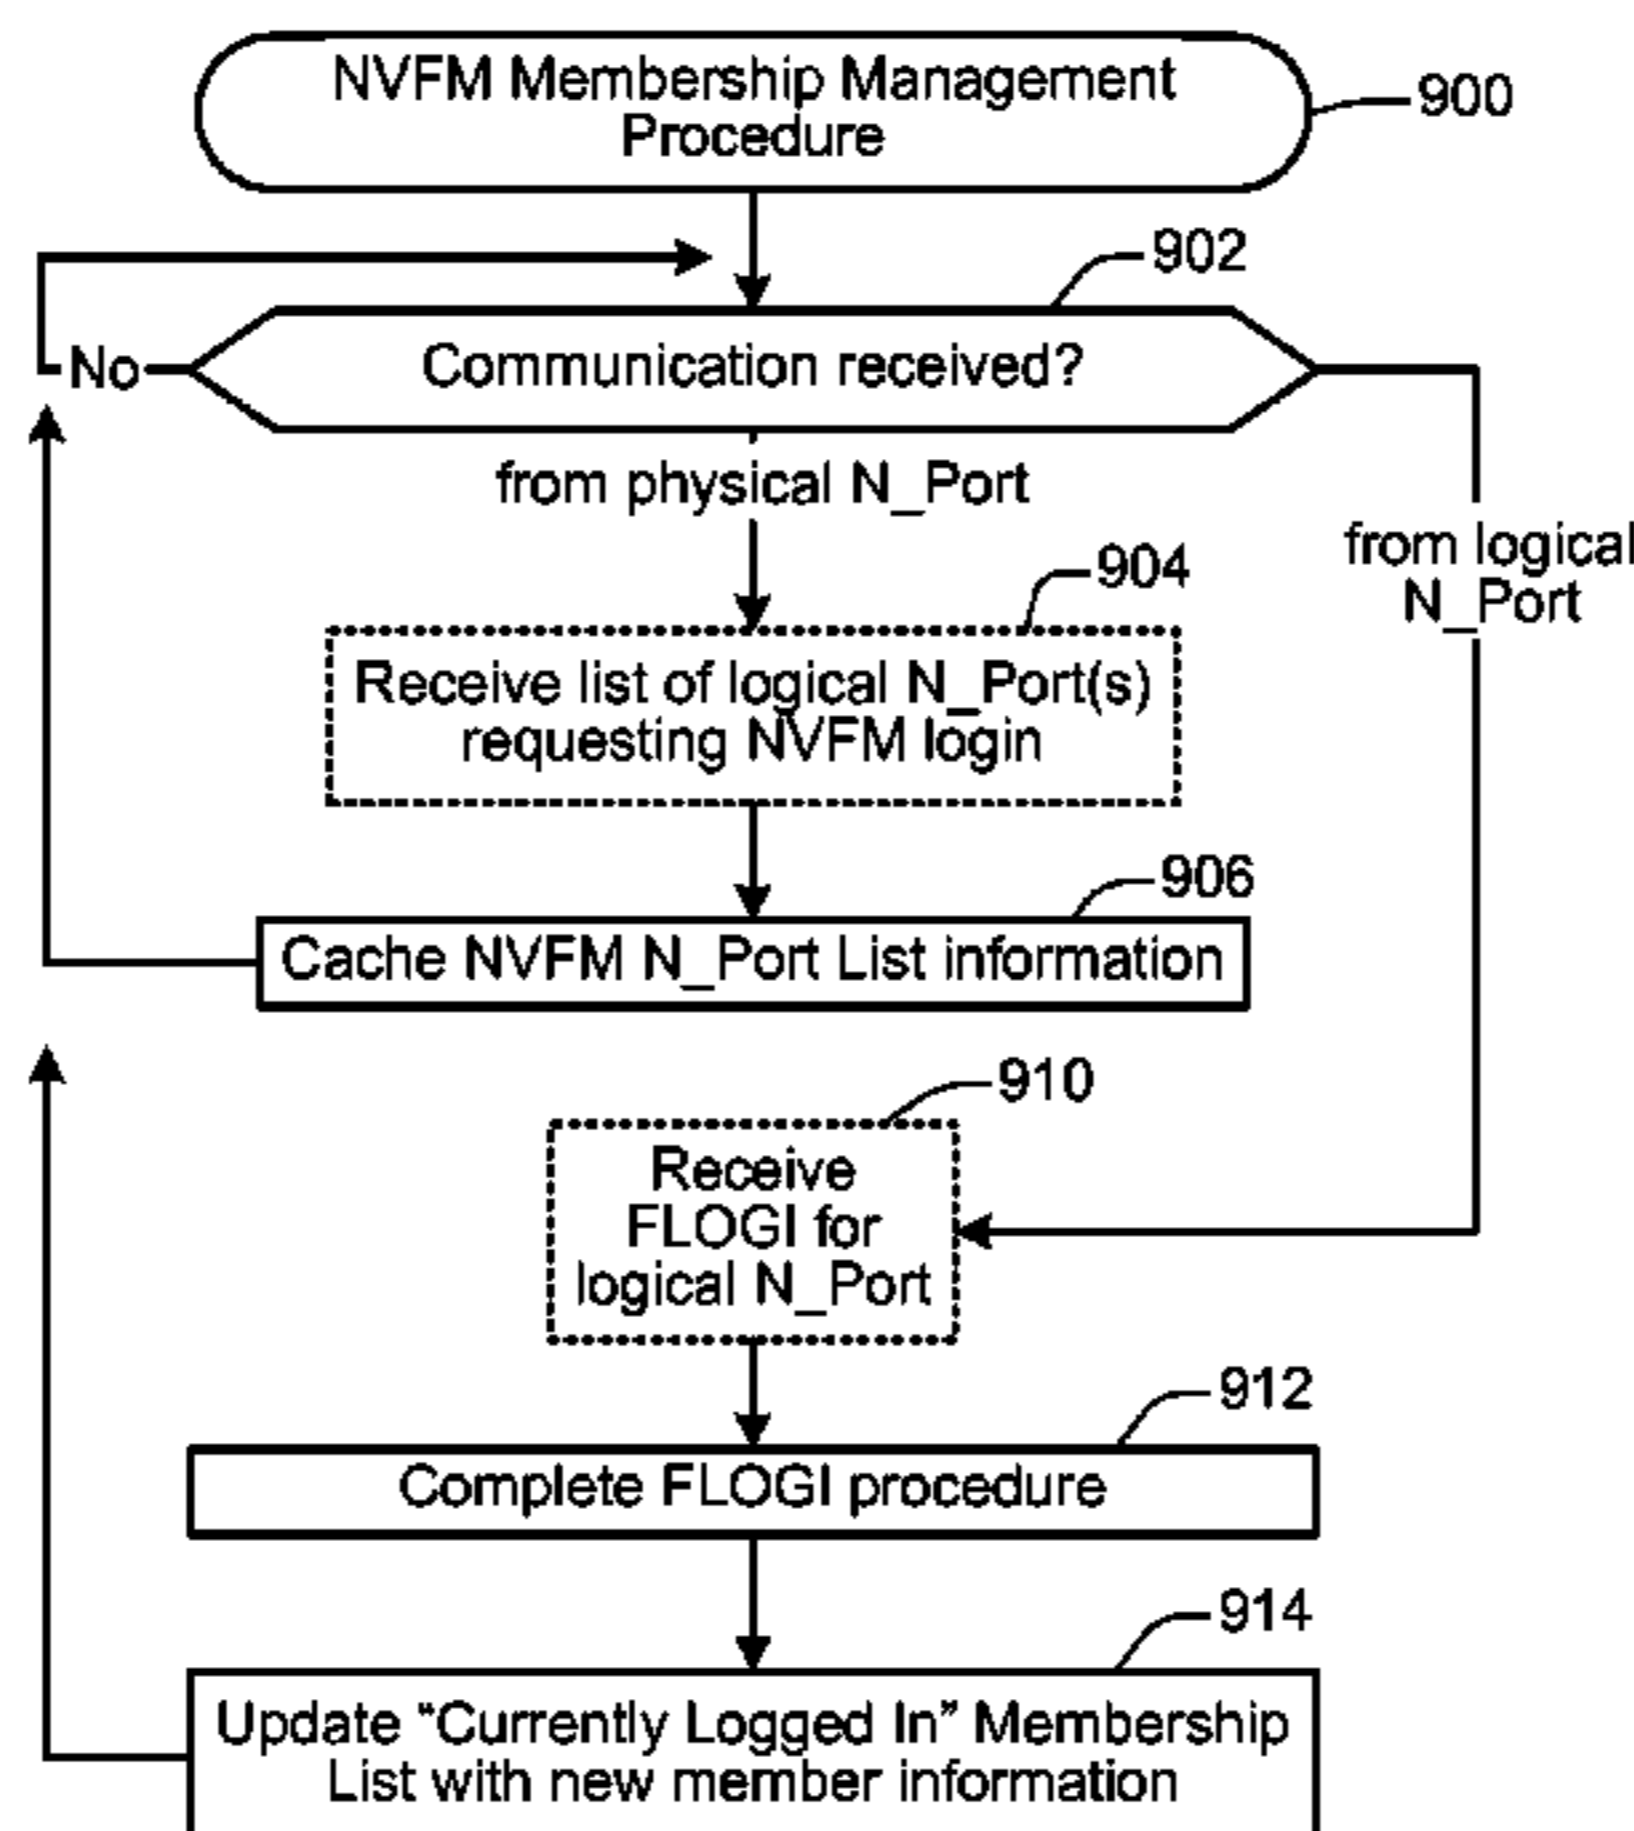 NVFM Membership Management
Procedure
900
902
Communication received?
No
from physical N_Port
from logical
N_Port
904
Receive list of logical N_Port(s)
requesting NVFM login
906
Cache NVFM N_Port List information
910
Receive
FLOGI for
logical N_Port
912
Complete FLOGI procedure
914
Update “Currently Logged In” Membership
List with new member information